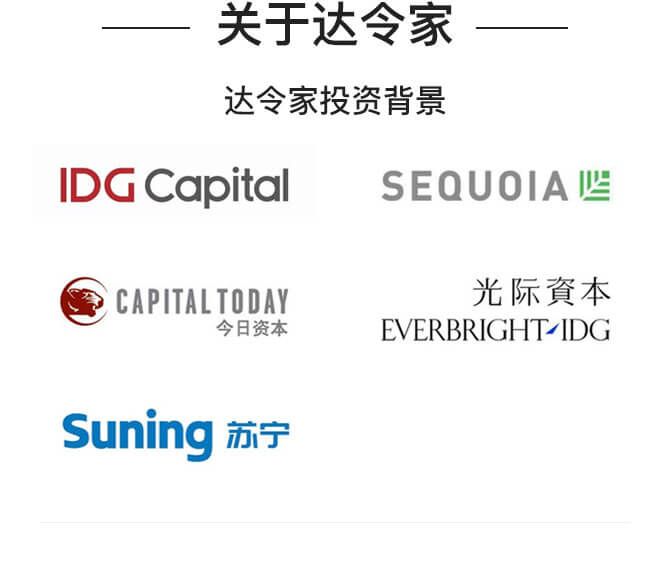 关于达令家
达令家投资背景
IDG Capital
SEQUOIA
CAPITAL TODAY
今日资本
光际資本
EVERBRIGHT IDG
Suning 苏宁